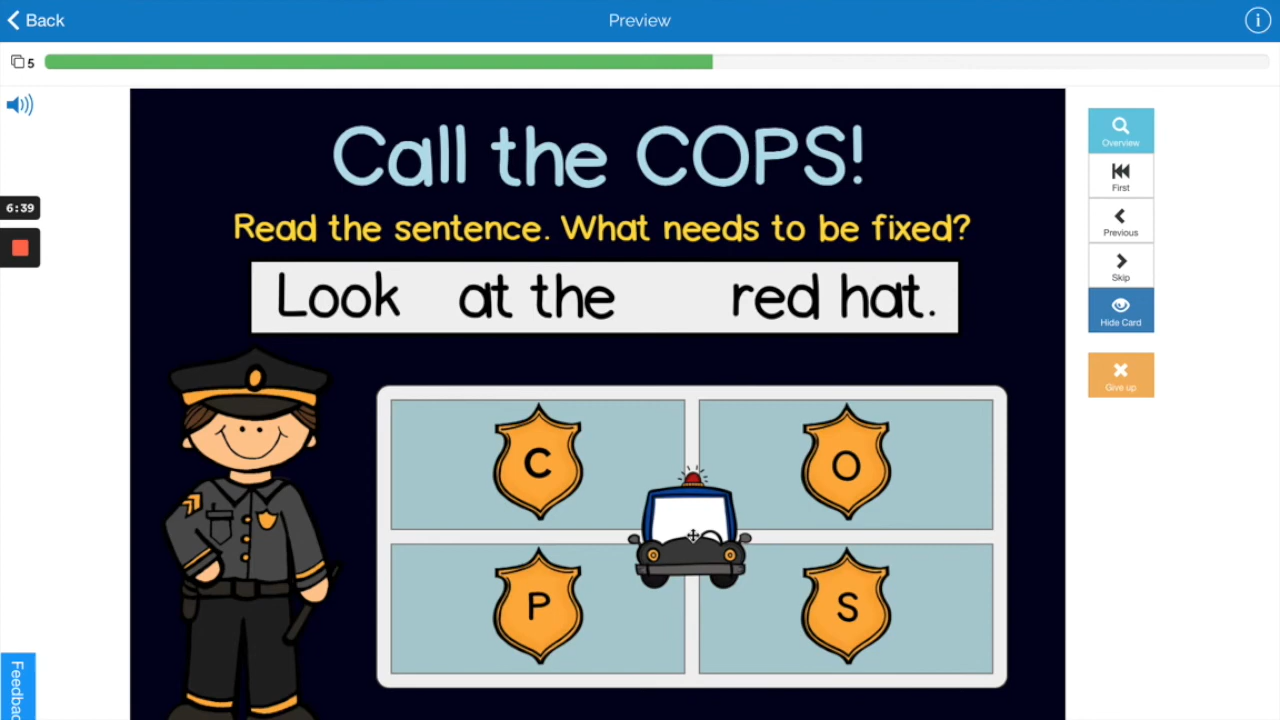 Back
Preview
i
5
6:39
Call the COPS!
Read the sentence. What needs to be fixed?
Look at the red hat.
C
O
P
S
Overview
First
Previous
Skip
Hide Card
Give up
Feedbac